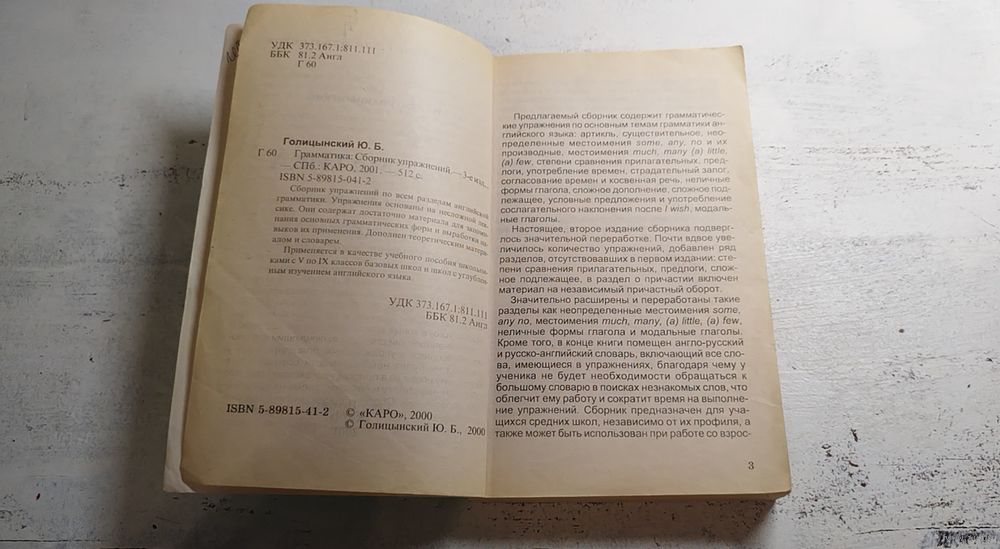 УДК 373.167.1:811.111
ББК 81.2 Англ
Г 60
Голицынский Ю. Б.
Г 60 Грамматика: Сборник упражнений. — 3-е изд.,
— СПб.: КАРО, 2001. — 512 с.
ISBN 5-89815-041-2
Сборник упражнений по всем разделам английской
грамматики. Упражнения основаны на несложной лек-
сике. Они содержат достаточно материала для запоми-
нания основных грамматических форм и выработки на-
выков их применения. Дополнен теоретическим матери-
алом и словарем.
Применяется в качестве учебного пособия школьни-
ками с V по IX классов базовых школ и школ с углублен-
ным изучением английского языка.
УДК 373.167.1:811.111
ББК 81.2 Англ
ISBN 5-89815-41-2 © «КАРО», 2000
© Голицынский Ю. Б., 2000
Предлагаемый сборник содержит грамматичес-
кие упражнения по основным темам грамматики ан-
глийского языка: артикль, существительное, нео-
пределенные местоимения some, any, no и их
производные, местоимения much, many (a) little,
(a) few, степени сравнения прилагательных, пред-
логи, употребление времен, страдательный залог,
согласование времен и косвенная речь, неличные
формы глагола, сложное дополнение, сложное под-
лежащее, условные предложения и употребление
сослагательного наклонения после I wish, модаль-
ные глаголы.
Настоящее, второе издание сборника подверг-
лось значительной переработке. Почти вдвое уве-
личилось количество упражнений, добавлен ряд
разделов, отсутствовавших в первом издании: сте-
пени сравнения прилагательных, предлоги, слож-
ное подлежащее, в раздел о причастии включен
материал на независимый причастный оборот.
Значительно расширены и переработаны такие
разделы как неопределенные местоимения some,
any no, местоимения much, many, (a) little, (a) few,
неличные формы глагола и модальные глаголы.
Кроме того, в конце книги помещен англо-русский
и русско-английский словарь, включающий все сло-
ва, имеющиеся в упражнениях, благодаря чему у
ученика не будет необходимости обращаться к
большому словарю в поисках незнакомых слов, что
облегчит ему работу и сократит время на выполне-
ние упражнений. Сборник предназначен для уча-
щихся средних школ, независимо от их профиля, а
также может быть использован при работе со взрос-
3